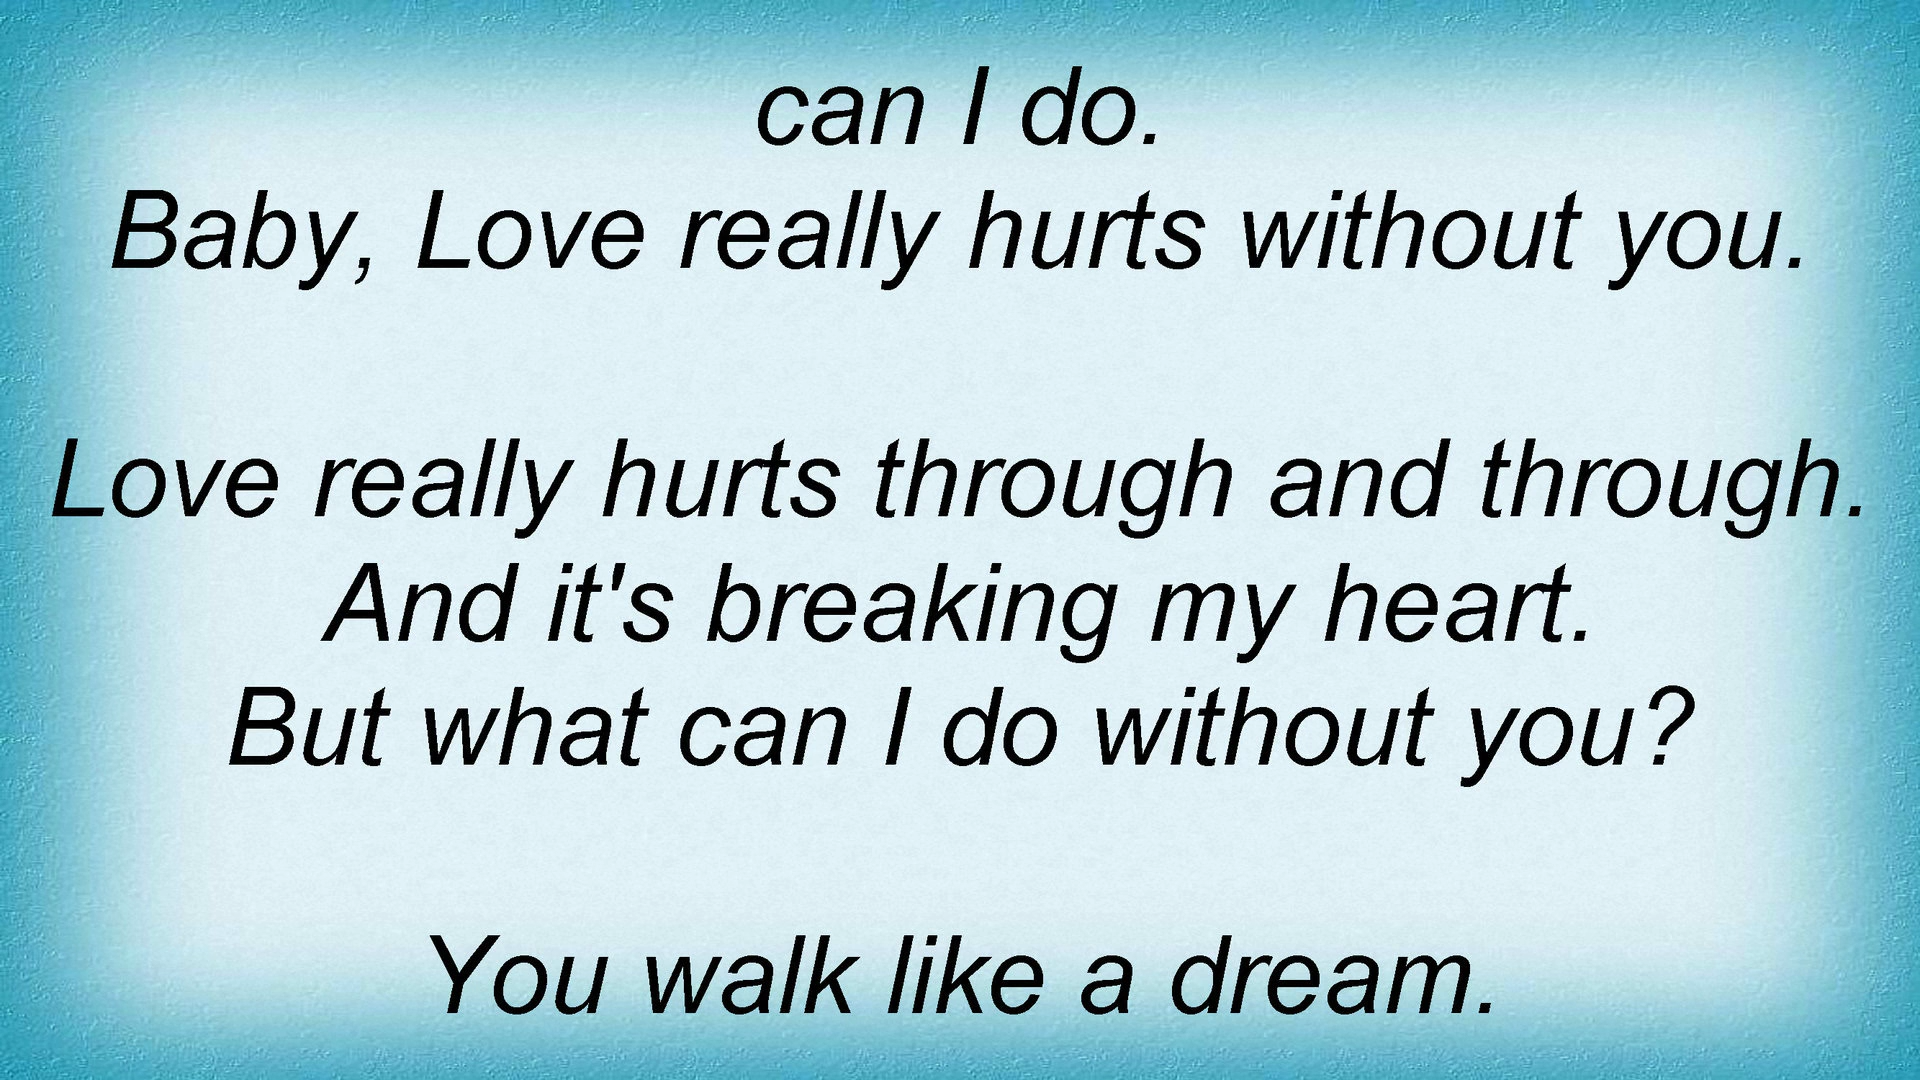 can I do.
Baby, Love really hurts without you.
Love really hurts through and through.
And it's breaking my heart.
But what can I do without you?
You walk like a dream.